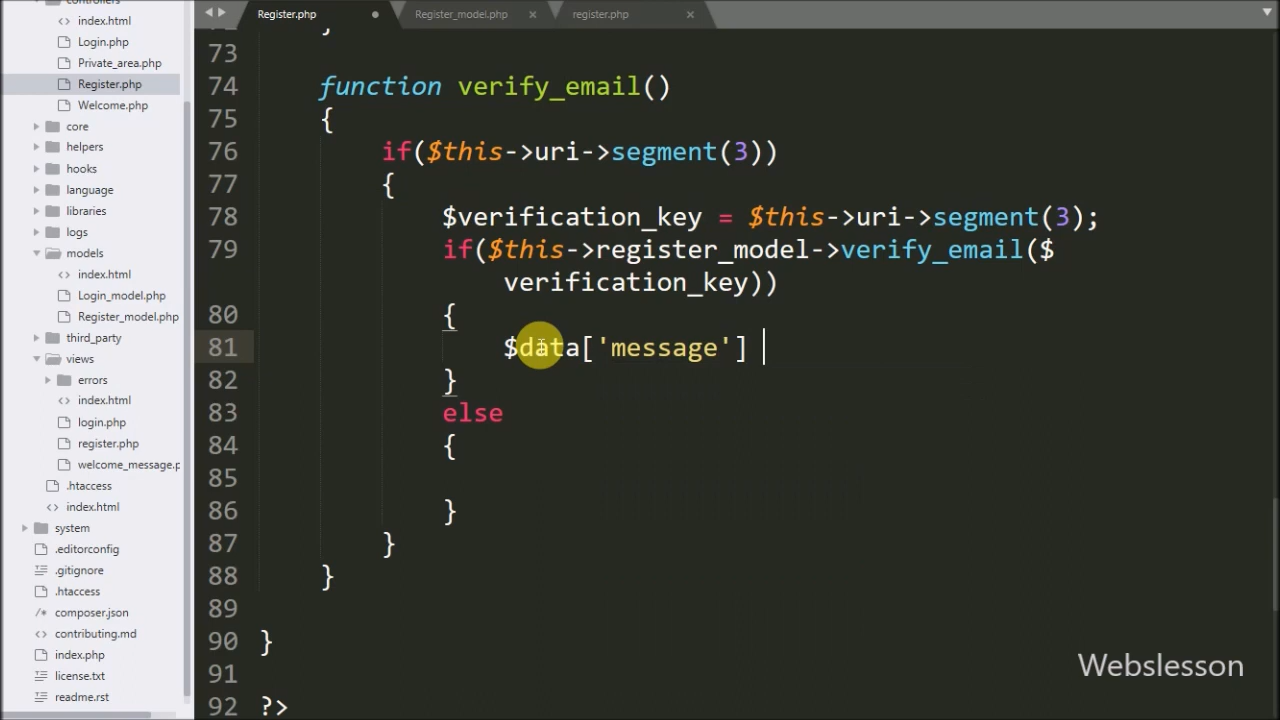 controllers
index.html
Login.php
Private_area.php
Register.php
Welcome.php
core
helpers
hooks
language
libraries
logs
models
index.html
Login_model.php
Register_model.php
third_party
views
errors
index.html
login.php
register.php
welcome_message.p
.htaccess
index.html
system
.editorconfig
.gitignore
.htaccess
composer.json
contributing.md
index.php
license.txt
readme.rst
Register.php
Register_model.php
register.php
72 }
73
74 function verify_email()
75 {
76 if($this->uri->segment(3))
77 {
78 $verification_key = $this->uri->segment(3);
79 if($this->register_model->verify_email($
verification_key))
80 {
81 $data['message']
82 }
83 else
84 {
85
86 }
87 }
88 }
89
90 }
91
92 ?>
Webslesson